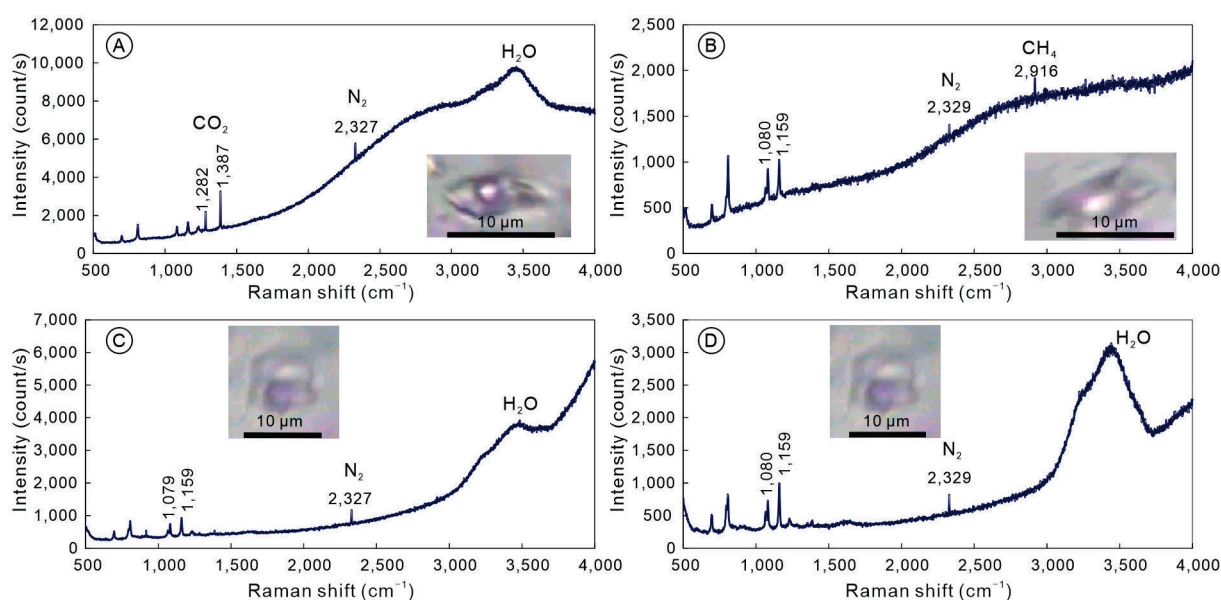 A
12,000
10,000
8,000
6,000
4,000
2,000
0
Intensity (count/s)
CO₂
1,282
1,387
N₂
2,327
H₂O
10 µm
500 1,000 1,500 2,000 2,500 3,000 3,500 4,000
Raman shift (cm⁻¹)
B
2,500
2,000
1,500
1,000
500
0
Intensity (count/s)
1,080
1,159
N₂
2,329
CH₄
2,916
10 µm
500 1,000 1,500 2,000 2,500 3,000 3,500 4,000
Raman shift (cm⁻¹)
C
7,000
6,000
5,000
4,000
3,000
2,000
1,000
0
Intensity (count/s)
10 µm
1,079
1,159
N₂
2,327
H₂O
500 1,000 1,500 2,000 2,500 3,000 3,500 4,000
Raman shift (cm⁻¹)
D
3,500
3,000
2,500
2,000
1,500
1,000
500
0
Intensity (count/s)
10 µm
1,080
1,159
N₂
2,329
H₂O
500 1,000 1,500 2,000 2,500 3,000 3,500 4,000
Raman shift (cm⁻¹)